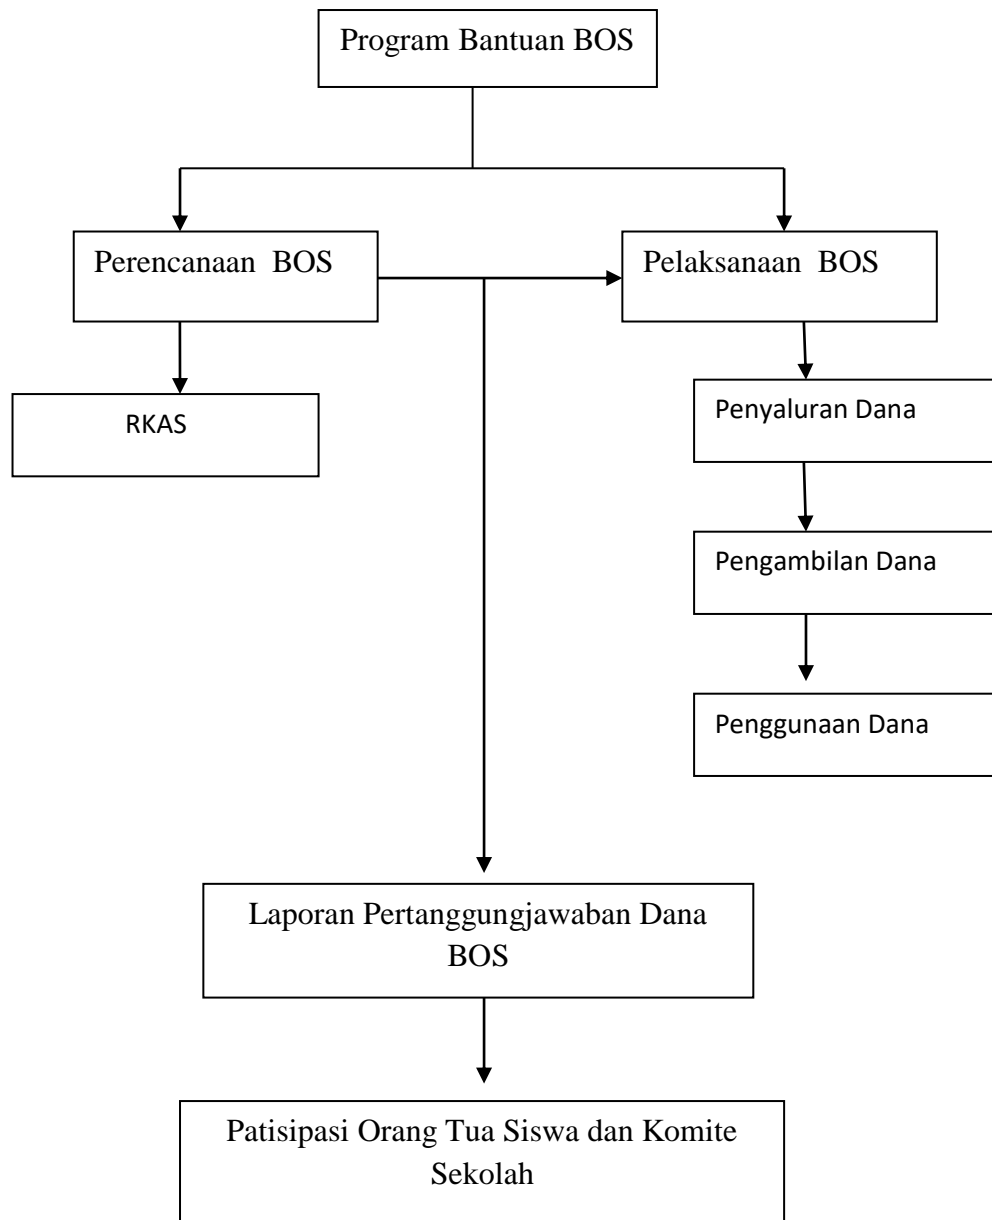 Program Bantuan BOS
Perencanaan BOS
Pelaksanaan BOS
RKAS
Penyaluran Dana
Pengambilan Dana
Penggunaan Dana
Laporan Pertanggungjawaban Dana
BOS
Patisipasi Orang Tua Siswa dan Komite
Sekolah